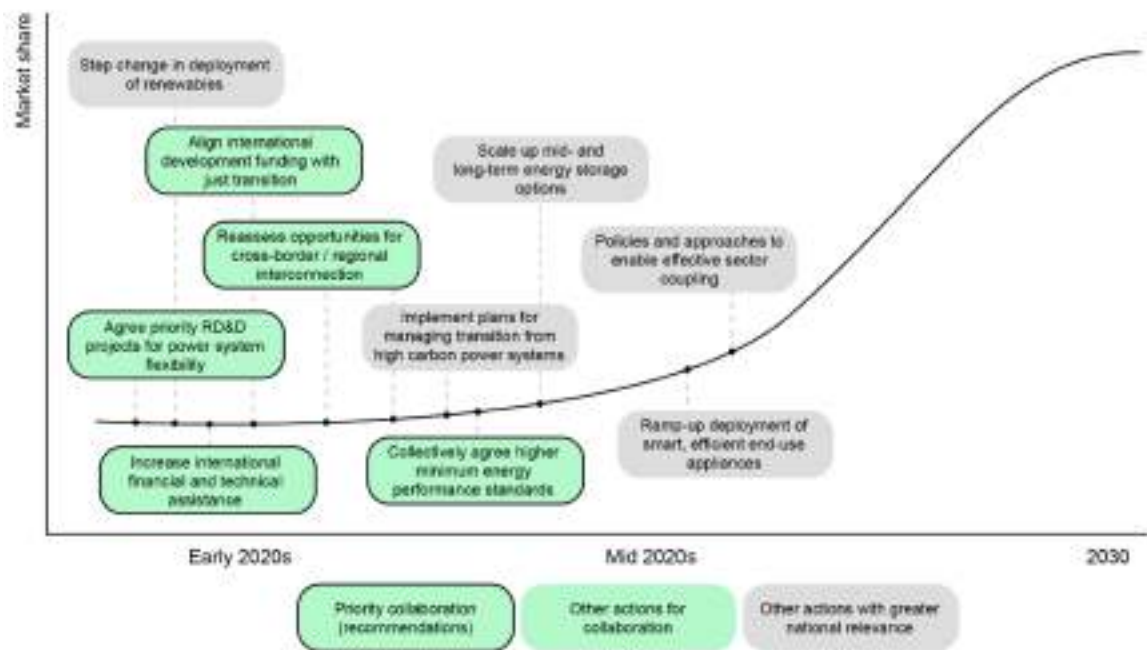 Market share
Step change in deployment
of renewables
Align international
development funding with
just transition
Scale up mid- and
long-term energy storage
options
Reassess opportunities for
cross-border / regional
interconnection
Policies and approaches to
enable effective sector
coupling
Agree priority RD&D
projects for power system
flexibility
Implement plans for
managing transition from
high carbon power systems
Increase international
financial and technical
assistance
Collectively agree higher
minimum energy
performance standards
Ramp-up deployment of
smart, efficient end-use
appliances
Early 2020s
Mid 2020s
2030
Priority collaboration
(recommendations)
Other actions for
collaboration
Other actions with greater
national relevance